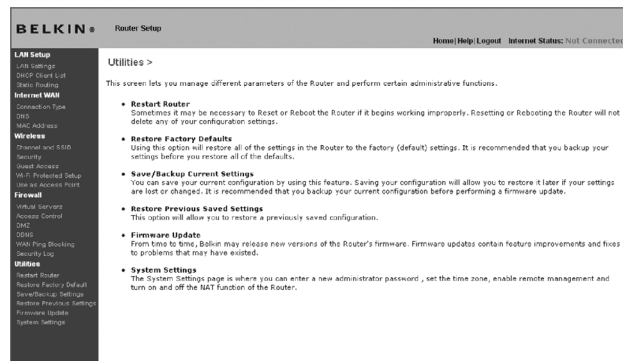 BELKIN®
Router Setup
Home|Help|Logout Internet Status: Not Connected
LAN Setup
LAN Settings
DHCP Client List
Static Routing
Internet WAN
Connection Type
DNS
MAC Address
Wireless
Channel and SSID
Security
Guest Access
Wi-Fi Protected Setup
Use as Access Point
Firewall
Virtual Servers
Access Control
DMZ
DDNS
WAN Ping Blocking
Security Log
Utilities
Restart Router
Restore Factory Default
Save/Backup Settings
Restore Previous Settings
Firmware Update
System Settings
Utilities >
This screen lets you manage different parameters of the Router and perform certain administrative functions.
• Restart Router
Sometimes it may be necessary to Reset or Reboot the Router if it begins working improperly. Resetting or Rebooting the Router will not
delete any of your configuration settings.
• Restore Factory Defaults
Using this option will restore all of the settings in the Router to the factory (default) settings. It is recommended that you backup your
settings before you restore all of the defaults.
• Save/Backup Current Settings
You can save your current configuration by using this feature. Saving your configuration will allow you to restore it later if your settings
are lost or changed. It is recommended that you backup your current configuration before performing a firmware update.
• Restore Previous Saved Settings
This option will allow you to restore a previously saved configuration.
• Firmware Update
From time to time, Belkin may release new versions of the Router's firmware. Firmware updates contain feature improvements and fixes
to problems that may have existed.
• System Settings
The System Settings page is where you can enter a new administrator password , set the time zone, enable remote management and
turn on and off the NAT function of the Router.